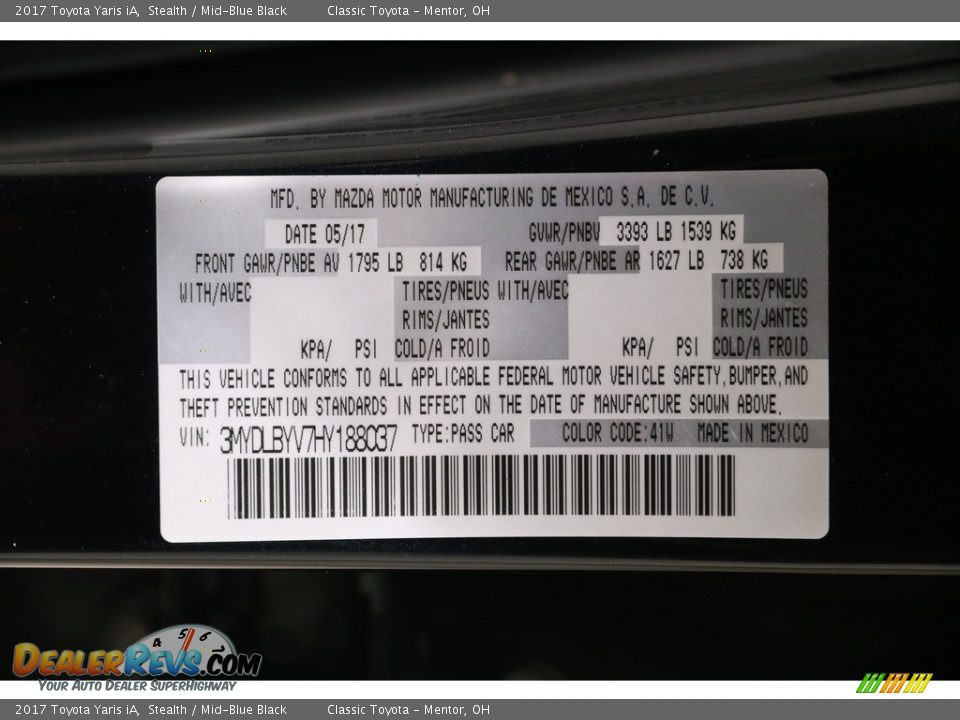 2017 Toyota Yaris iA, Stealth / Mid-Blue Black Classic Toyota - Mentor, OH
MFD. BY MAZDA MOTOR MANUFACTURING DE MEXICO S.A. DE C.V.
DATE 05/17 GVWR/PNBV 3393 LB 1539 KG
FRONT GAWR/PNBE AV 1795 LB 814 KG REAR GAWR/PNBE AR 1627 LB 738 KG
WITH/AVEC TIRES/PNEUS WITH/AVEC TIRES/PNEUS
RIMS/JANTES RIMS/JANTES
KPA/ PSI COLD/A FROID KPA/ PSI COLD/A FROID
THIS VEHICLE CONFORMS TO ALL APPLICABLE FEDERAL MOTOR VEHICLE SAFETY,BUMPER,AND
THEFT PREVENTION STANDARDS IN EFFECT ON THE DATE OF MANUFACTURE SHOWN ABOVE.
VIN: 3MYDLBYV7HY188037 TYPE:PASS CAR COLOR CODE:41W MADE IN MEXICO
4 5 6 7
DEALERREVS.COM
YOUR AUTO DEALER SUPERHIGHWAY
2017 Toyota Yaris iA, Stealth / Mid-Blue Black Classic Toyota - Mentor, OH